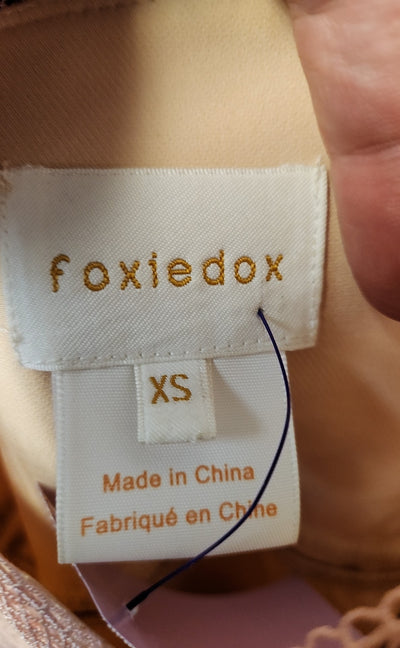 foxiedox
XS
Made in China
Fabriqué en Chine